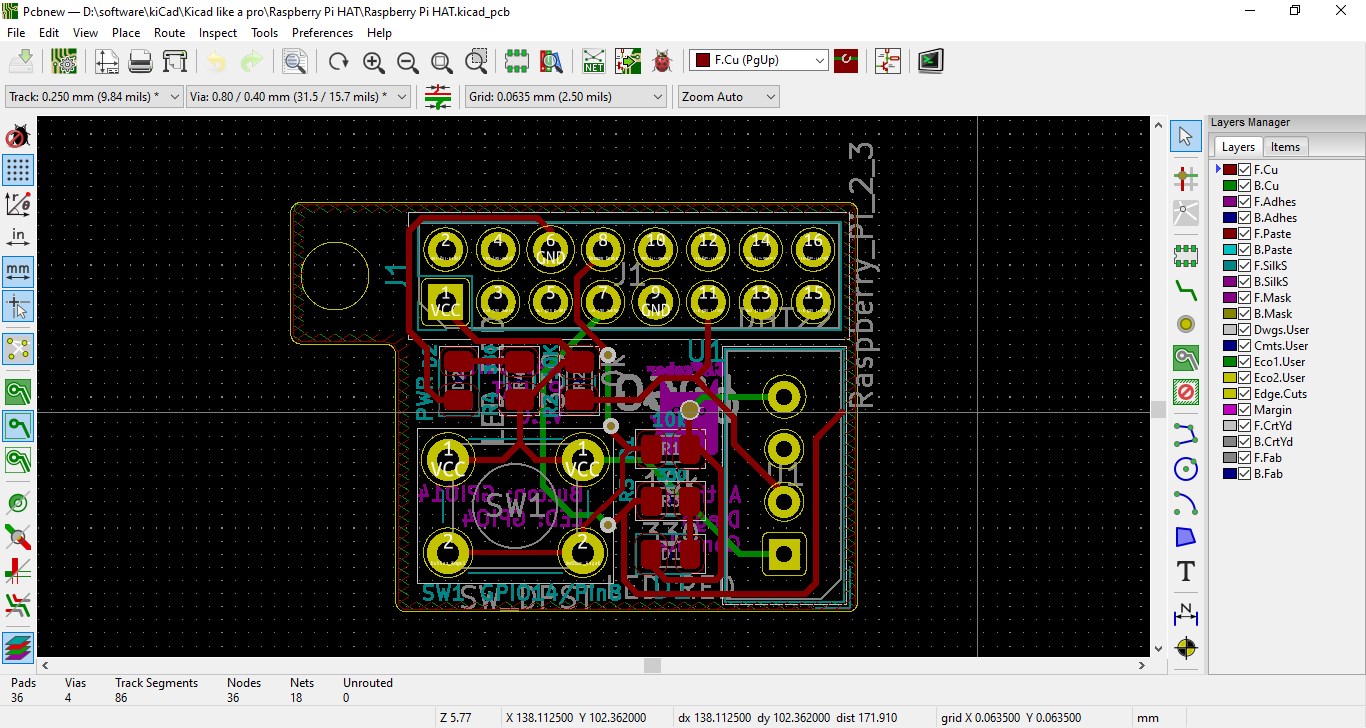 Pcbnew — D:\software\kiCad\Kicad like a pro\Raspberry Pi HAT\Raspberry Pi HAT.kicad_pcb
File Edit View Place Route Inspect Tools Preferences Help
NET
F.Cu (PgUp)
Track: 0.250 mm (9.84 mils) *
Via: 0.80 / 0.40 mm (31.5 / 15.7 mils) *
Grid: 0.0635 mm (2.50 mils)
Zoom Auto
in
mm
T
N
Layers Manager
Layers Items
F.Cu
B.Cu
F.Adhes
B.Adhes
F.Paste
B.Paste
F.SilkS
B.SilkS
F.Mask
B.Mask
Dwgs.User
Cmts.User
Eco1.User
Eco2.User
Edge.Cuts
Margin
F.CrtYd
B.CrtYd
F.Fab
B.Fab
Raspberry_Pi_2_3
J1
2 4 6 8 10 12 14 16
GND
J1
1 3 5 7 9 11 13 15
VCC GND
U1
D2 R4 R2
10k
R1
1 1
VCC VCC
U1
SW1
R3
R3
330
D1
2 2
SW1 GPIO14/Pin8
SW_DPST
Pads Vias Track Segments Nodes Nets Unrouted
36 4 86 36 18 0
Z 5.77
X 138.112500 Y 102.362000
dx 138.112500 dy 102.362000 dist 171.910
grid X 0.063500 Y 0.063500
mm